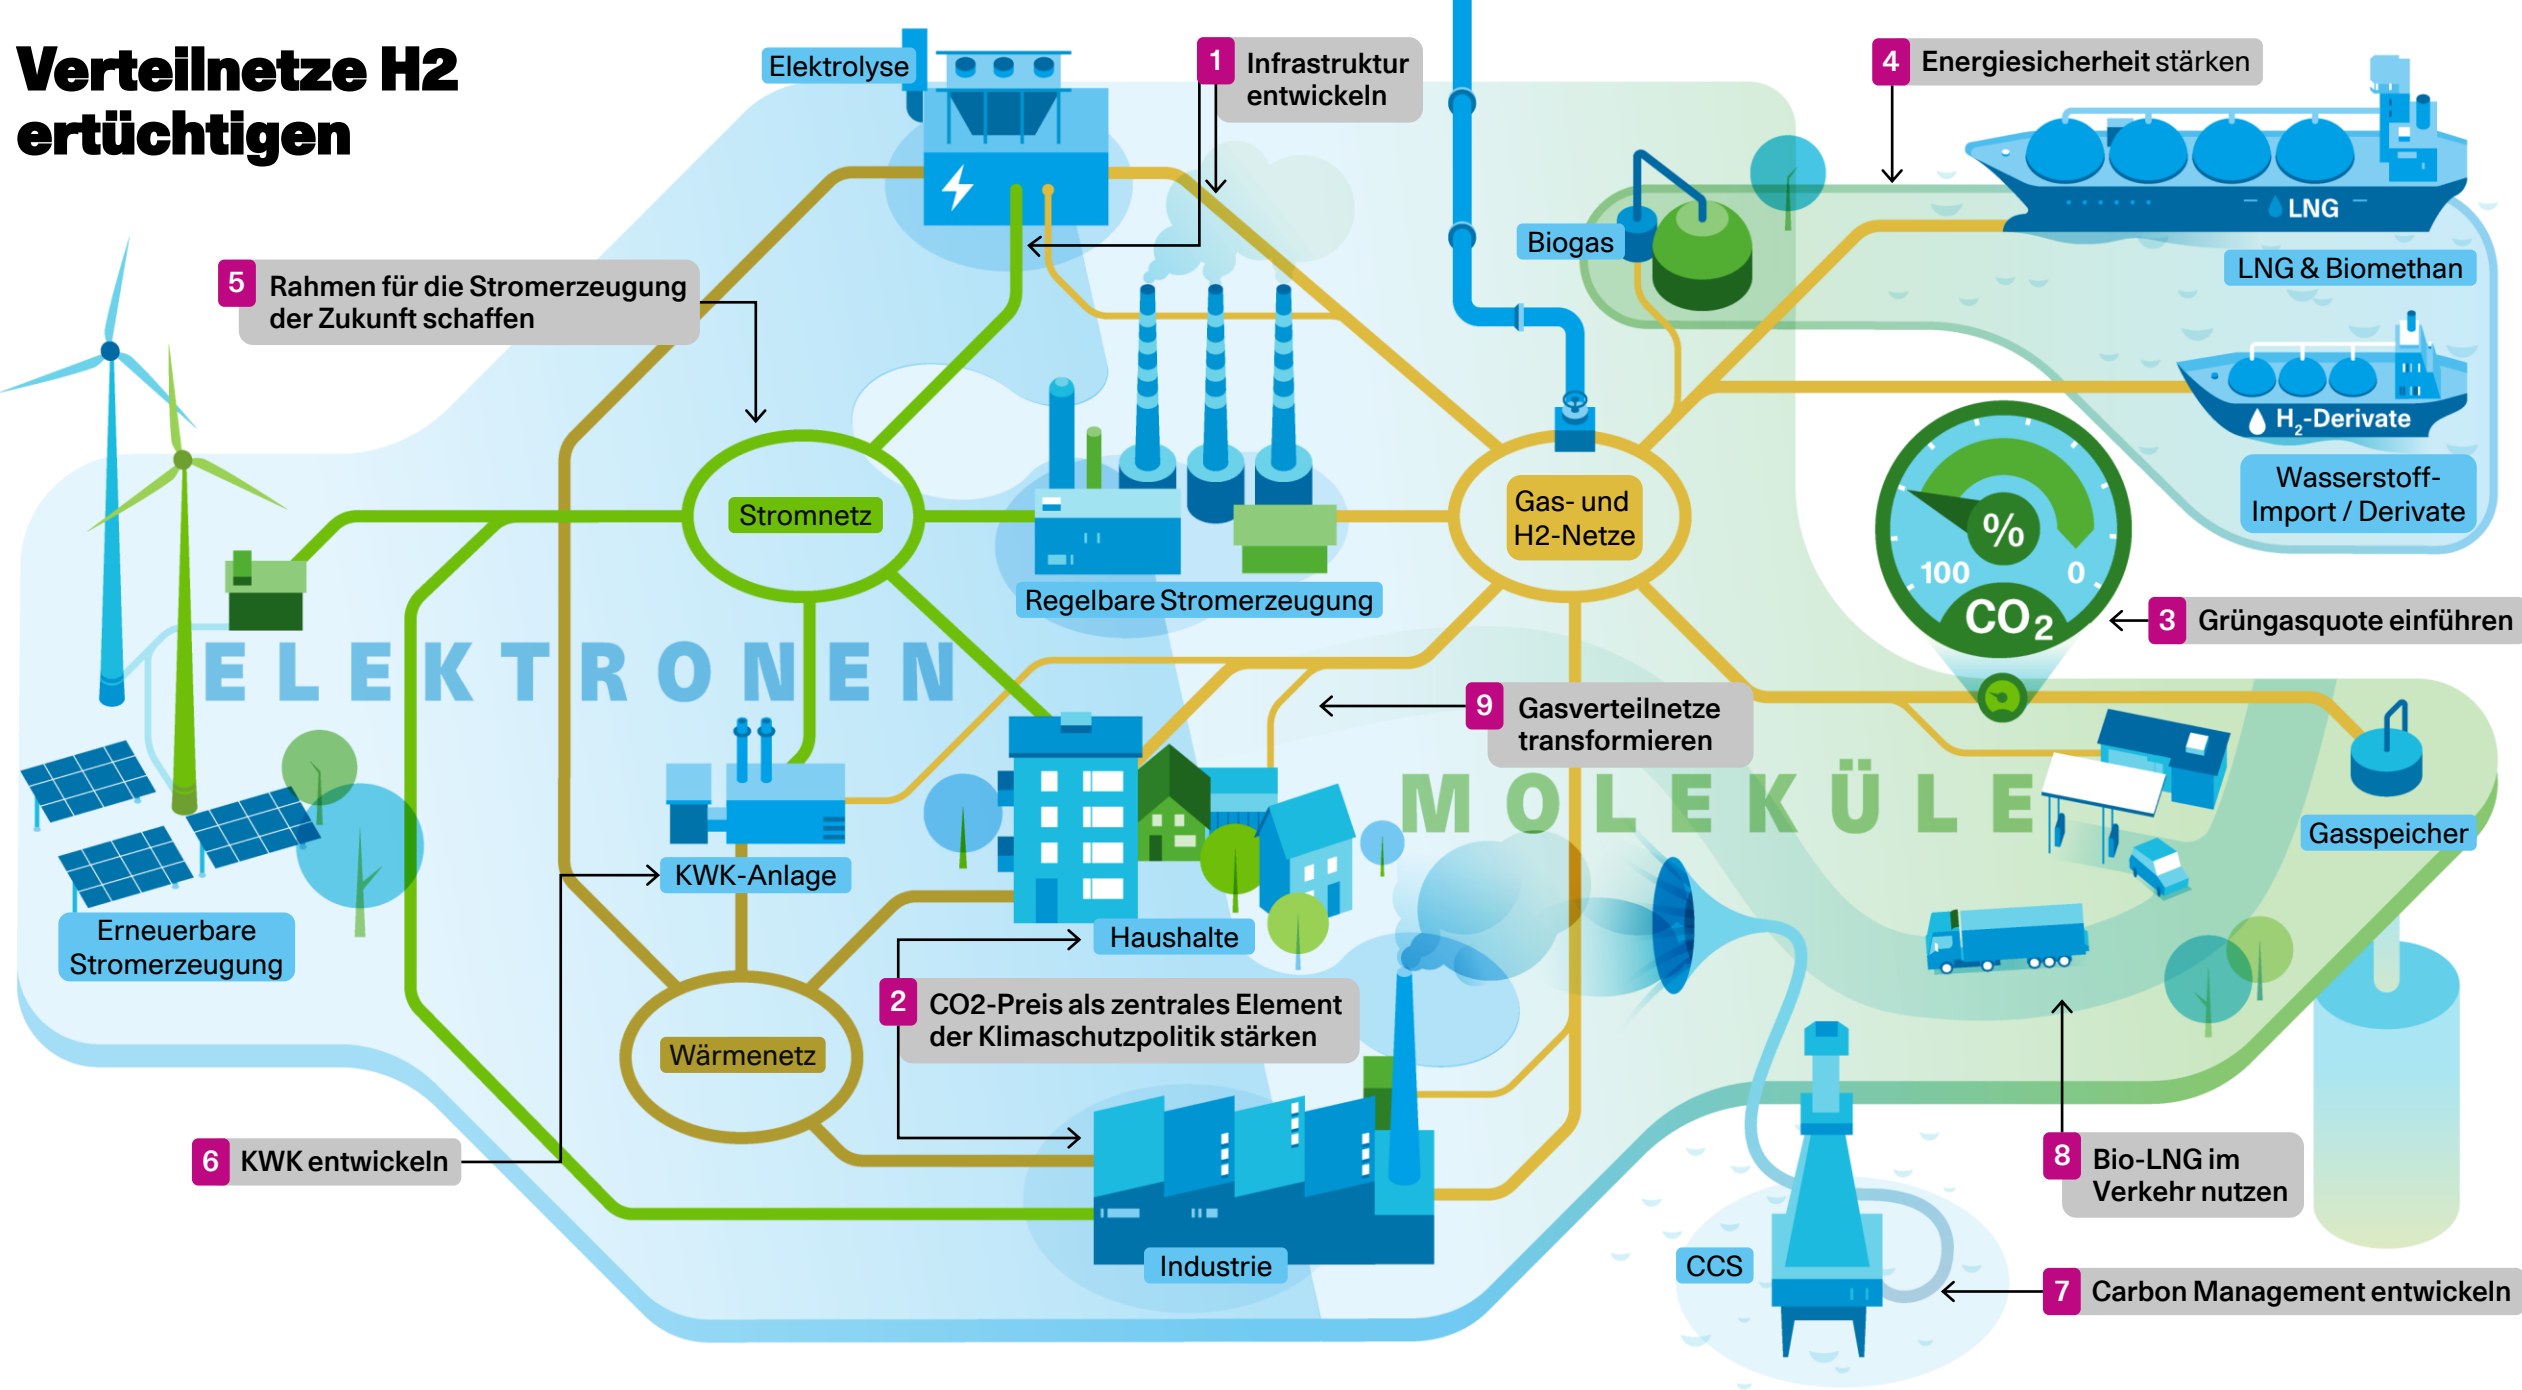 Verteilnetze H2
ertüchtigen
Elektrolyse
1
Infrastruktur
entwickeln
4
Energiesicherheit stärken
LNG
Biogas
LNG & Biomethan
5
Rahmen für die Stromerzeugung
der Zukunft schaffen
H2-Derivate
Wasserstoff-
Import / Derivate
Stromnetz
Gas- und
H2-Netze
%
100
0
CO2
Regelbare Stromerzeugung
3
Grüngasquote einführen
ELEKTRONEN
9
Gasverteilnetze
transformieren
MOLEKÜLE
Gasspeicher
KWK-Anlage
Erneuerbare
Stromerzeugung
Haushalte
2
CO2-Preis als zentrales Element
der Klimaschutzpolitik stärken
Wärmenetz
6
KWK entwickeln
8
Bio-LNG im
Verkehr nutzen
Industrie
CCS
7
Carbon Management entwickeln